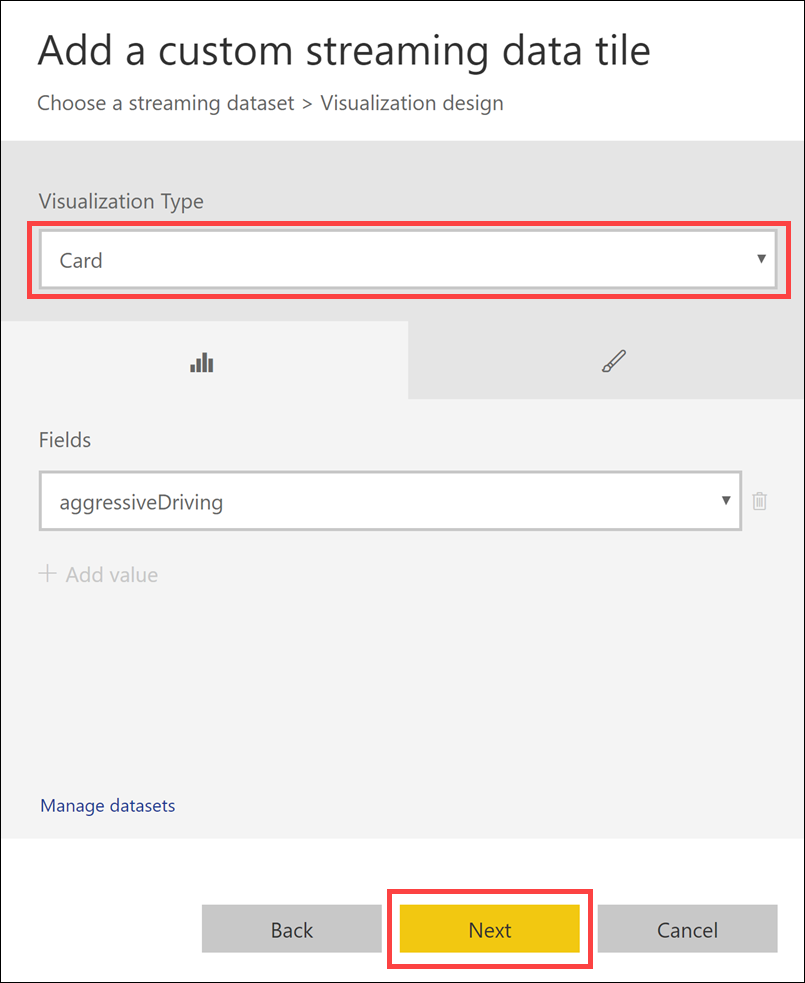 Add a custom streaming data tile
Choose a streaming dataset > Visualization design
Visualization Type
Card
Fields
aggressiveDriving
+ Add value
Manage datasets
Back
Next
Cancel